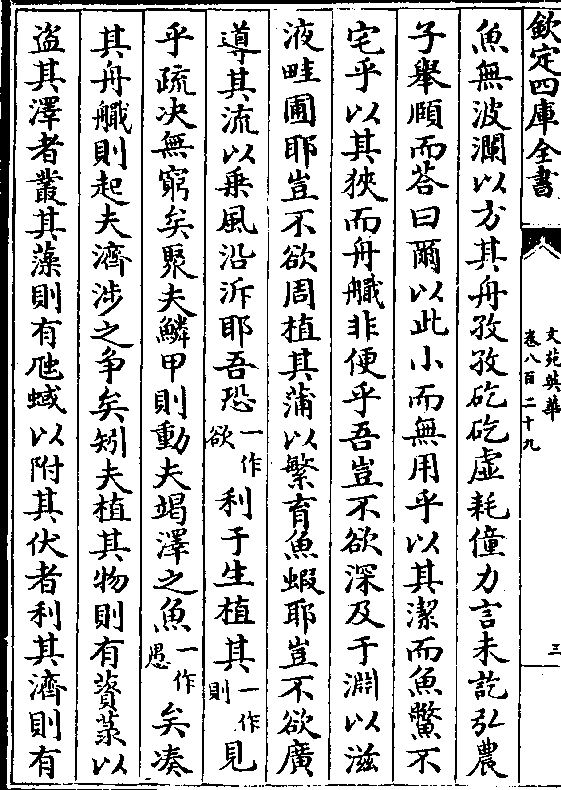 欽定四庫全書
文苑英華
卷八百二十九
三
魚無波瀾以方其舟孜孜矻矻虛耗僮力言未訖弘農
子舉頤而荅曰爾以此小而無用乎以其潔而魚鱉不
宅乎以其狹而舟艥非便乎吾豈不欲深及于淵以滋
液畦圃耶豈不欲周植其蒲以繁育魚蝦耶豈不欲廣
導其流以乗風沿泝耶吾恐一作欲利于生植其一作則見
乎疏決無窮矣聚夫鱗甲則動夫竭澤之魚一作愚矣湊
其舟艥則起夫濟涉之争矣矧夫植其物則有薋菉以
盗其澤者叢其藻則有虺蜮以附其伏者利其濟則有